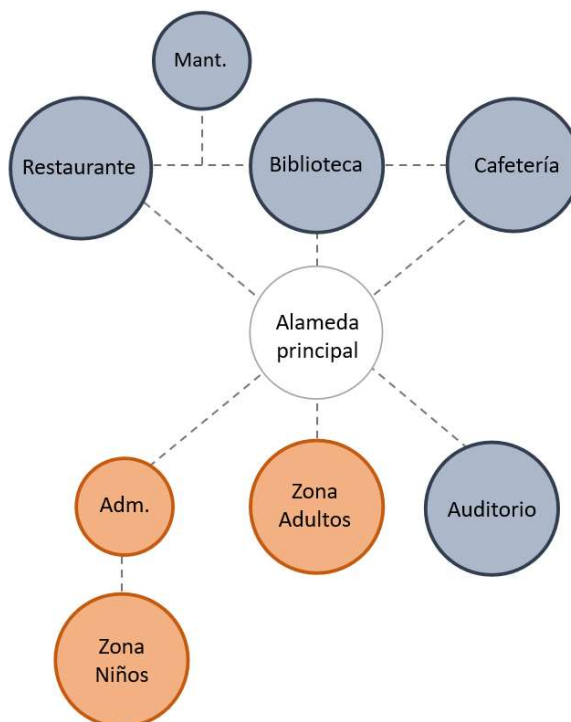 Mant.
Restaurante
Biblioteca
Cafetería
Alameda
principal
Adm.
Zona
Adultos
Auditorio
Zona
Niños